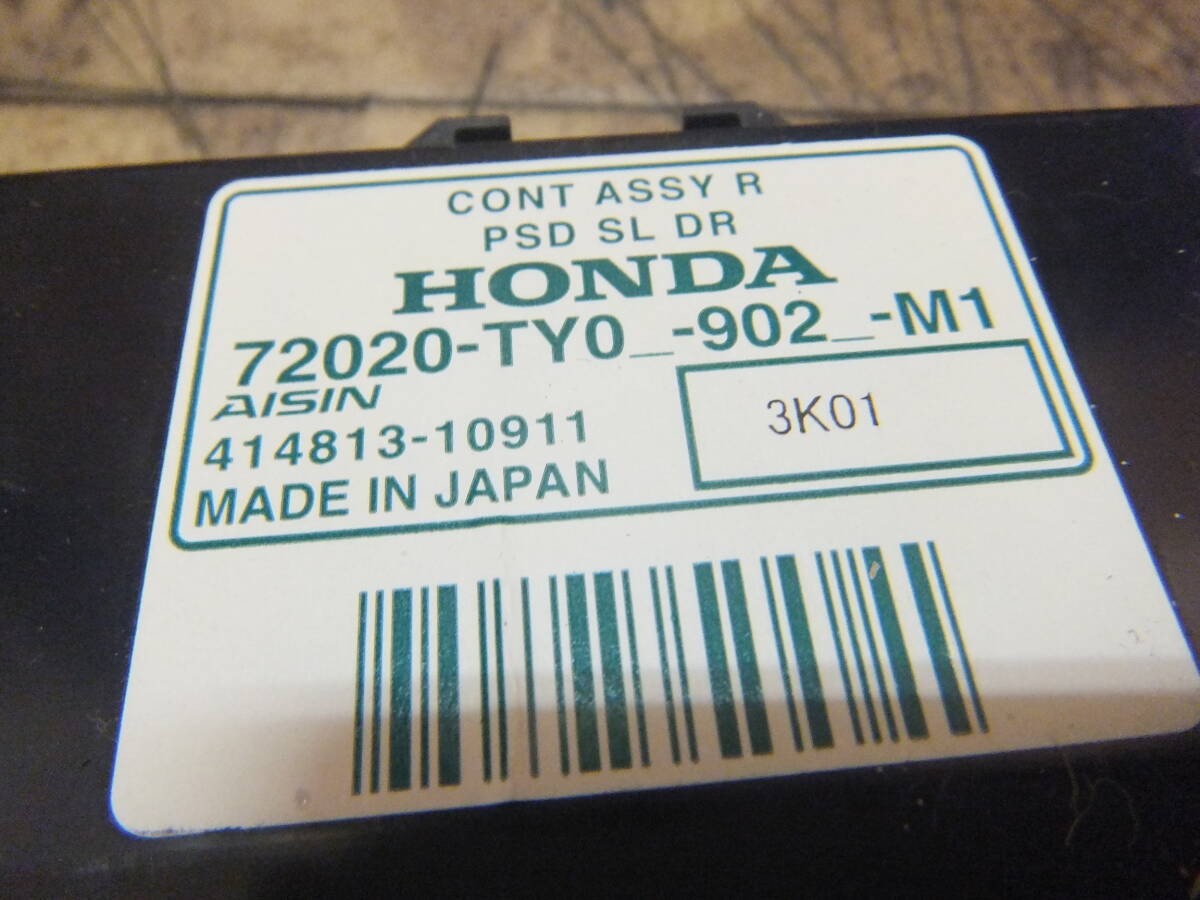 CONT ASSY R
PSD SL DR
HONDA
72020-TY0_-902_-M1
AISIN
414813-10911
3K01
MADE IN JAPAN